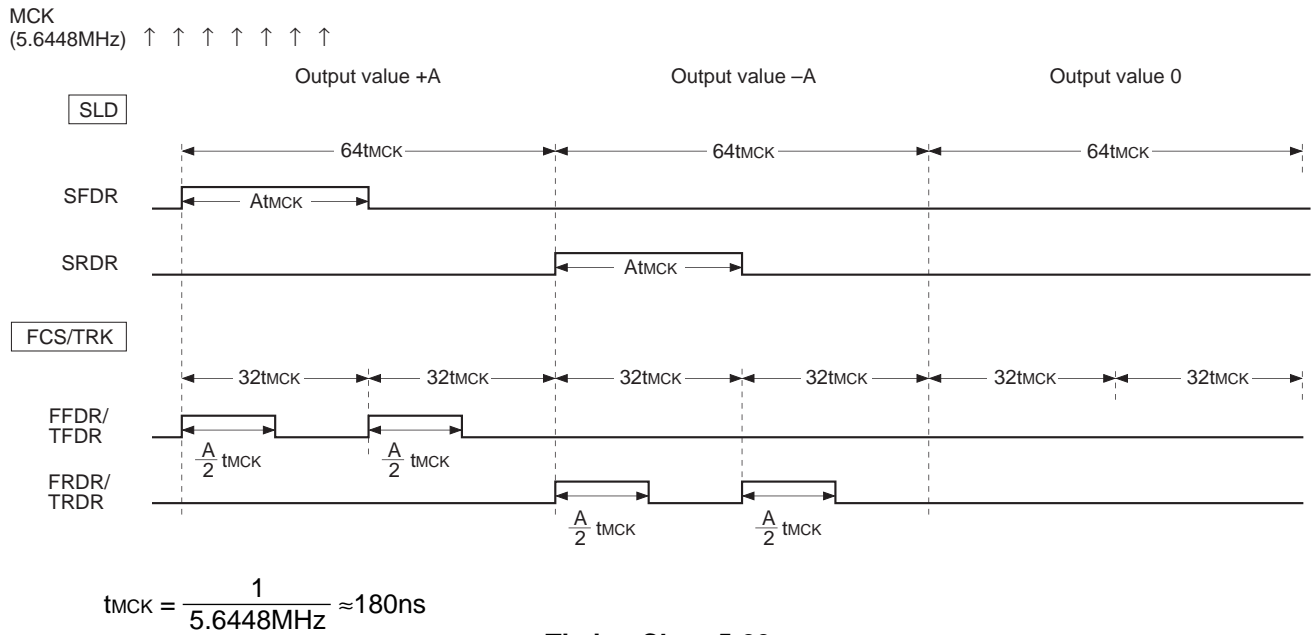 MCK
(5.6448MHz) ↑ ↑ ↑ ↑ ↑ ↑ ↑
Output value +A Output value –A Output value 0
SLD
64tMCK 64tMCK 64tMCK
SFDR AtMCK
SRDR AtMCK
FCS/TRK
32tMCK 32tMCK 32tMCK 32tMCK 32tMCK 32tMCK
FFDR/
TFDR
A/2 tMCK A/2 tMCK
FRDR/
TRDR
A/2 tMCK A/2 tMCK
tMCK = 1/5.6448MHz ≈180ns